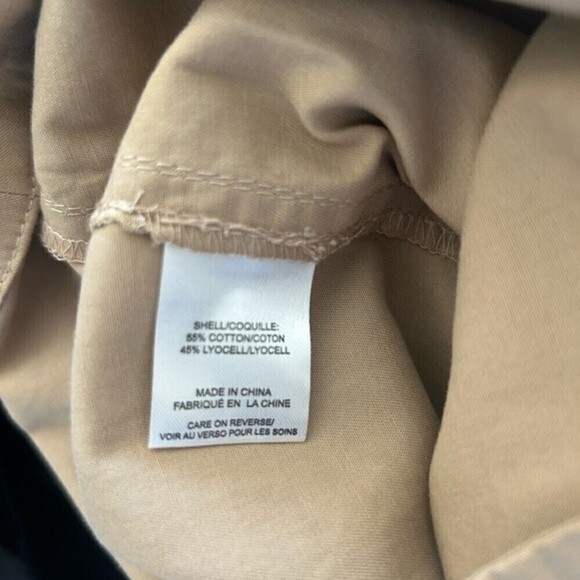 SHELL/COQUILLE:
55% COTTON/COTON
45% LYOCELL/LYOCELL
MADE IN CHINA
FABRIQUÉ EN LA CHINE
CARE ON REVERSE/
VOIR AU VERSO POUR LES SOINS